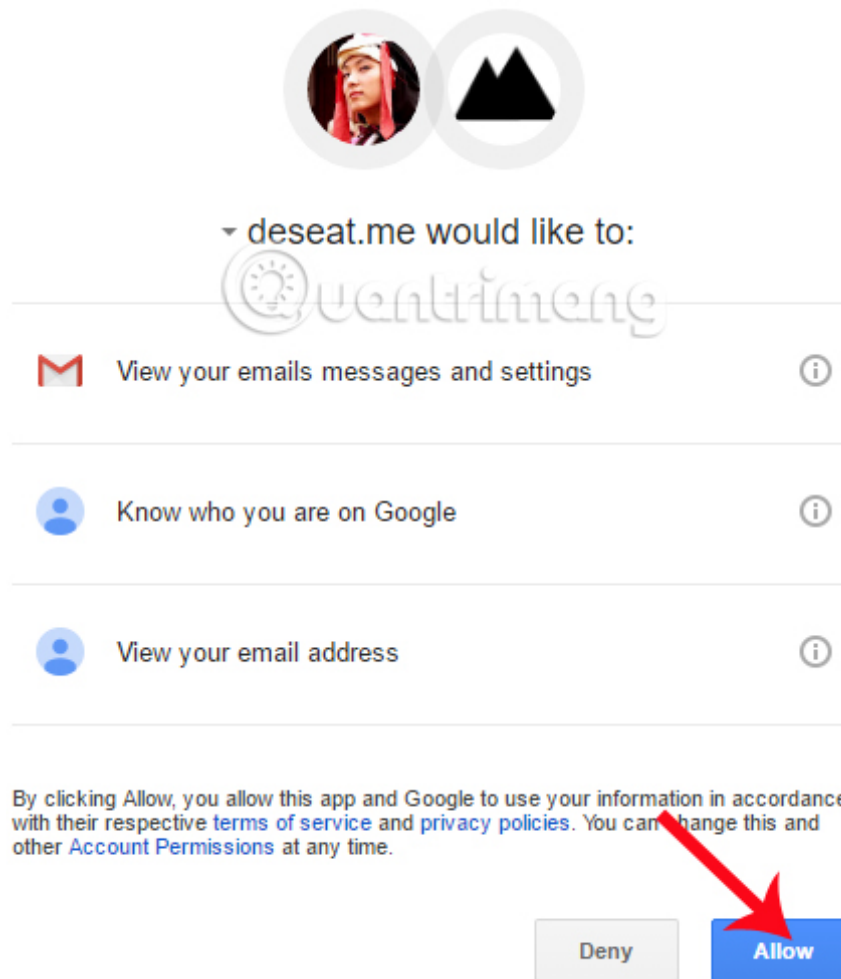 deseat.me would like to:
Quantrimang
View your emails messages and settings
Know who you are on Google
View your email address
By clicking Allow, you allow this app and Google to use your information in accordance
with their respective terms of service and privacy policies. You can change this and
other Account Permissions at any time.
Deny
Allow